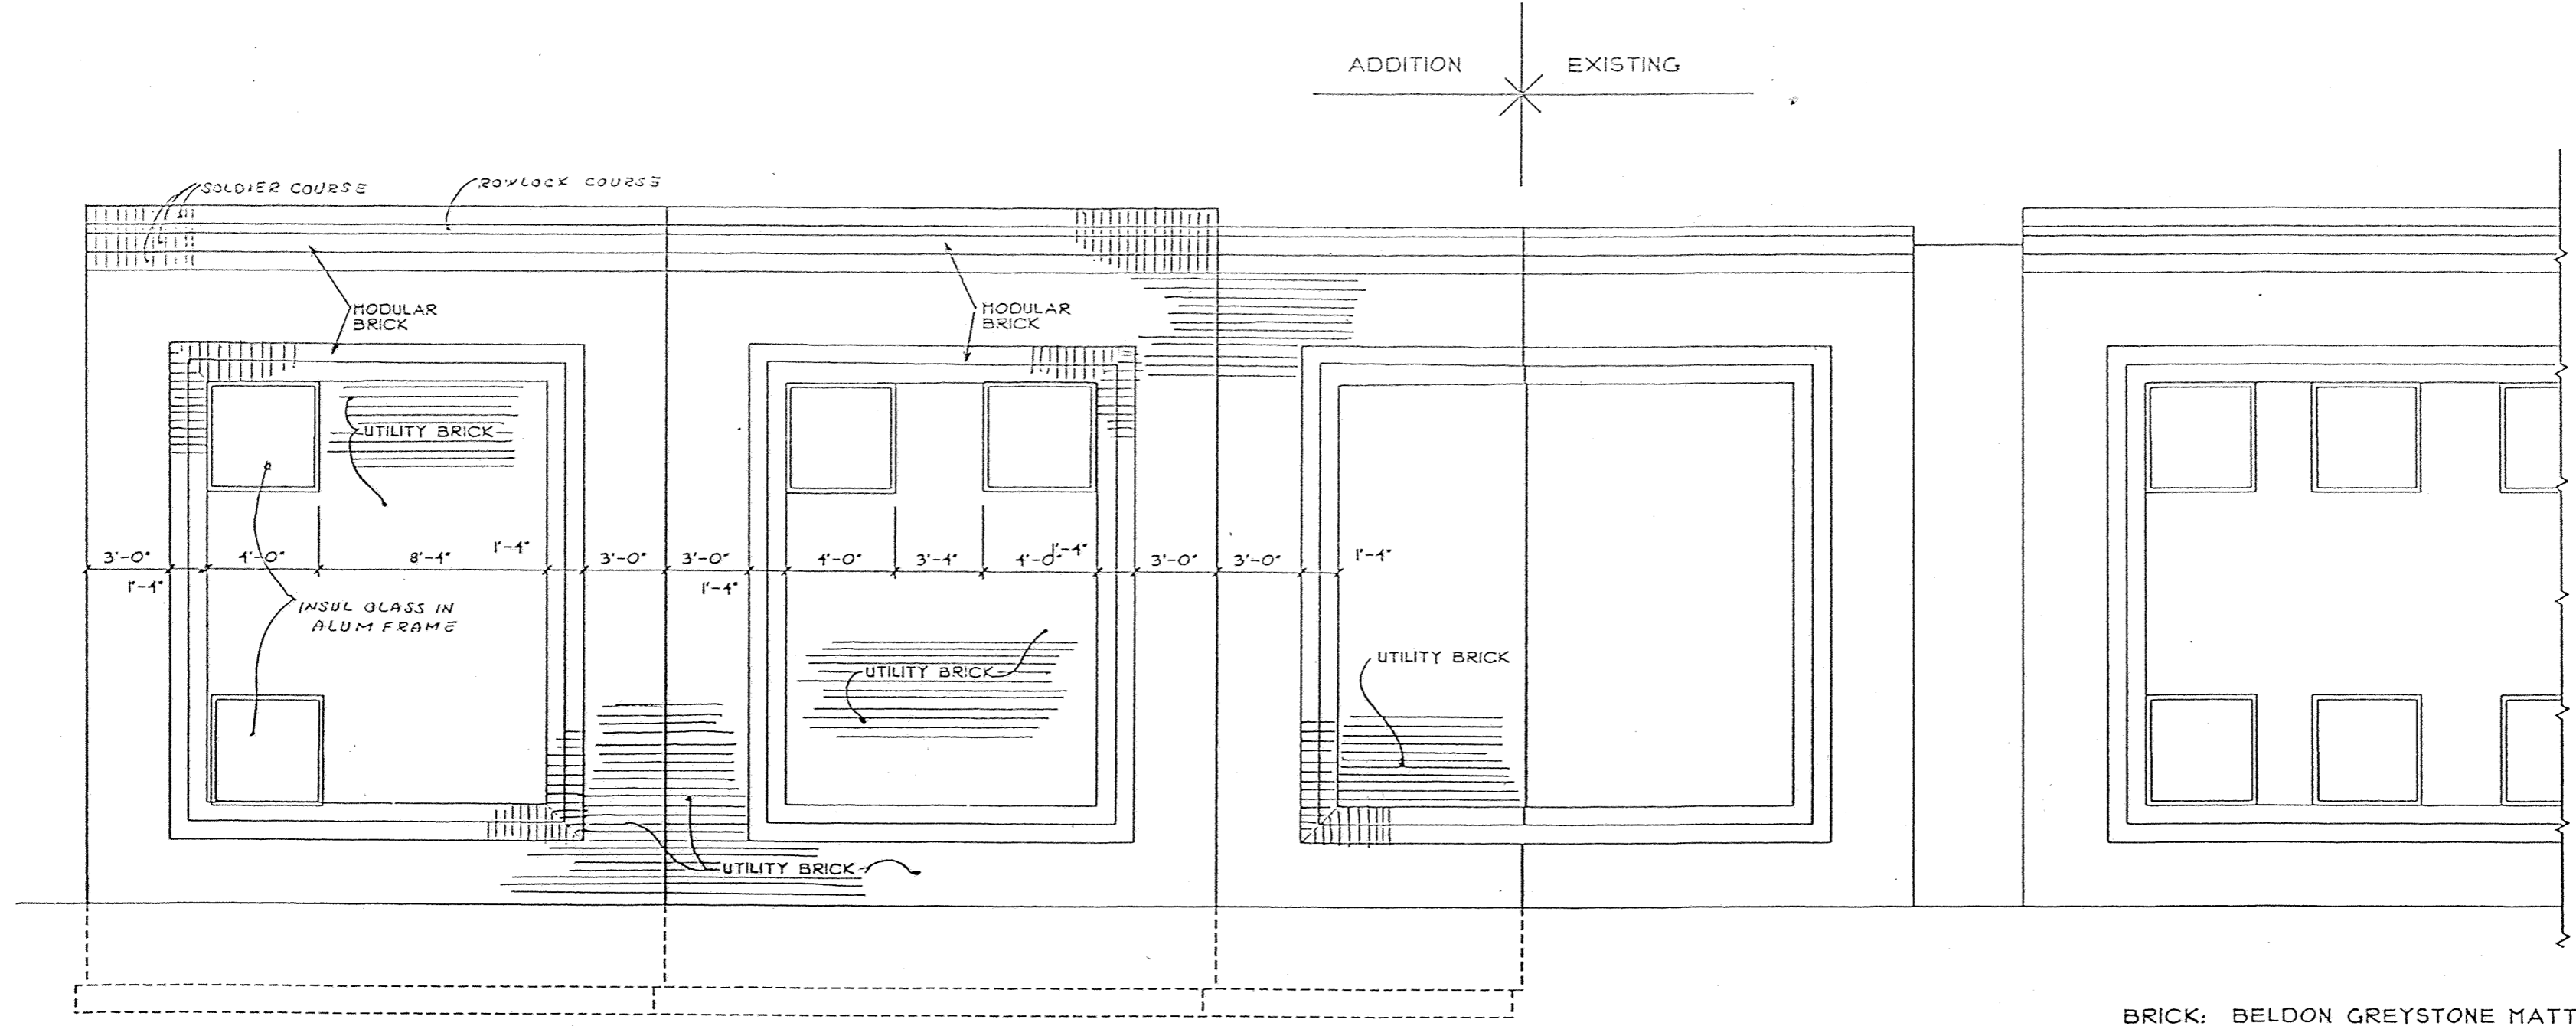 ADDITION EXISTING
SOLDIER COURSE ROWLOCK COURSE
MODULAR
BRICK
MODULAR
BRICK
UTILITY BRICK
3'-0" 4'-0" 8'-4" 1'-4" 3'-0" 3'-0" 4'-0" 3'-4" 4'-0" 1'-4" 3'-0" 3'-0" 1'-4"
1'-4" 1'-4"
INSUL GLASS IN
ALUM FRAME
UTILITY BRICK
UTILITY BRICK
UTILITY BRICK
BRICK: BELDON GREYSTONE MATT